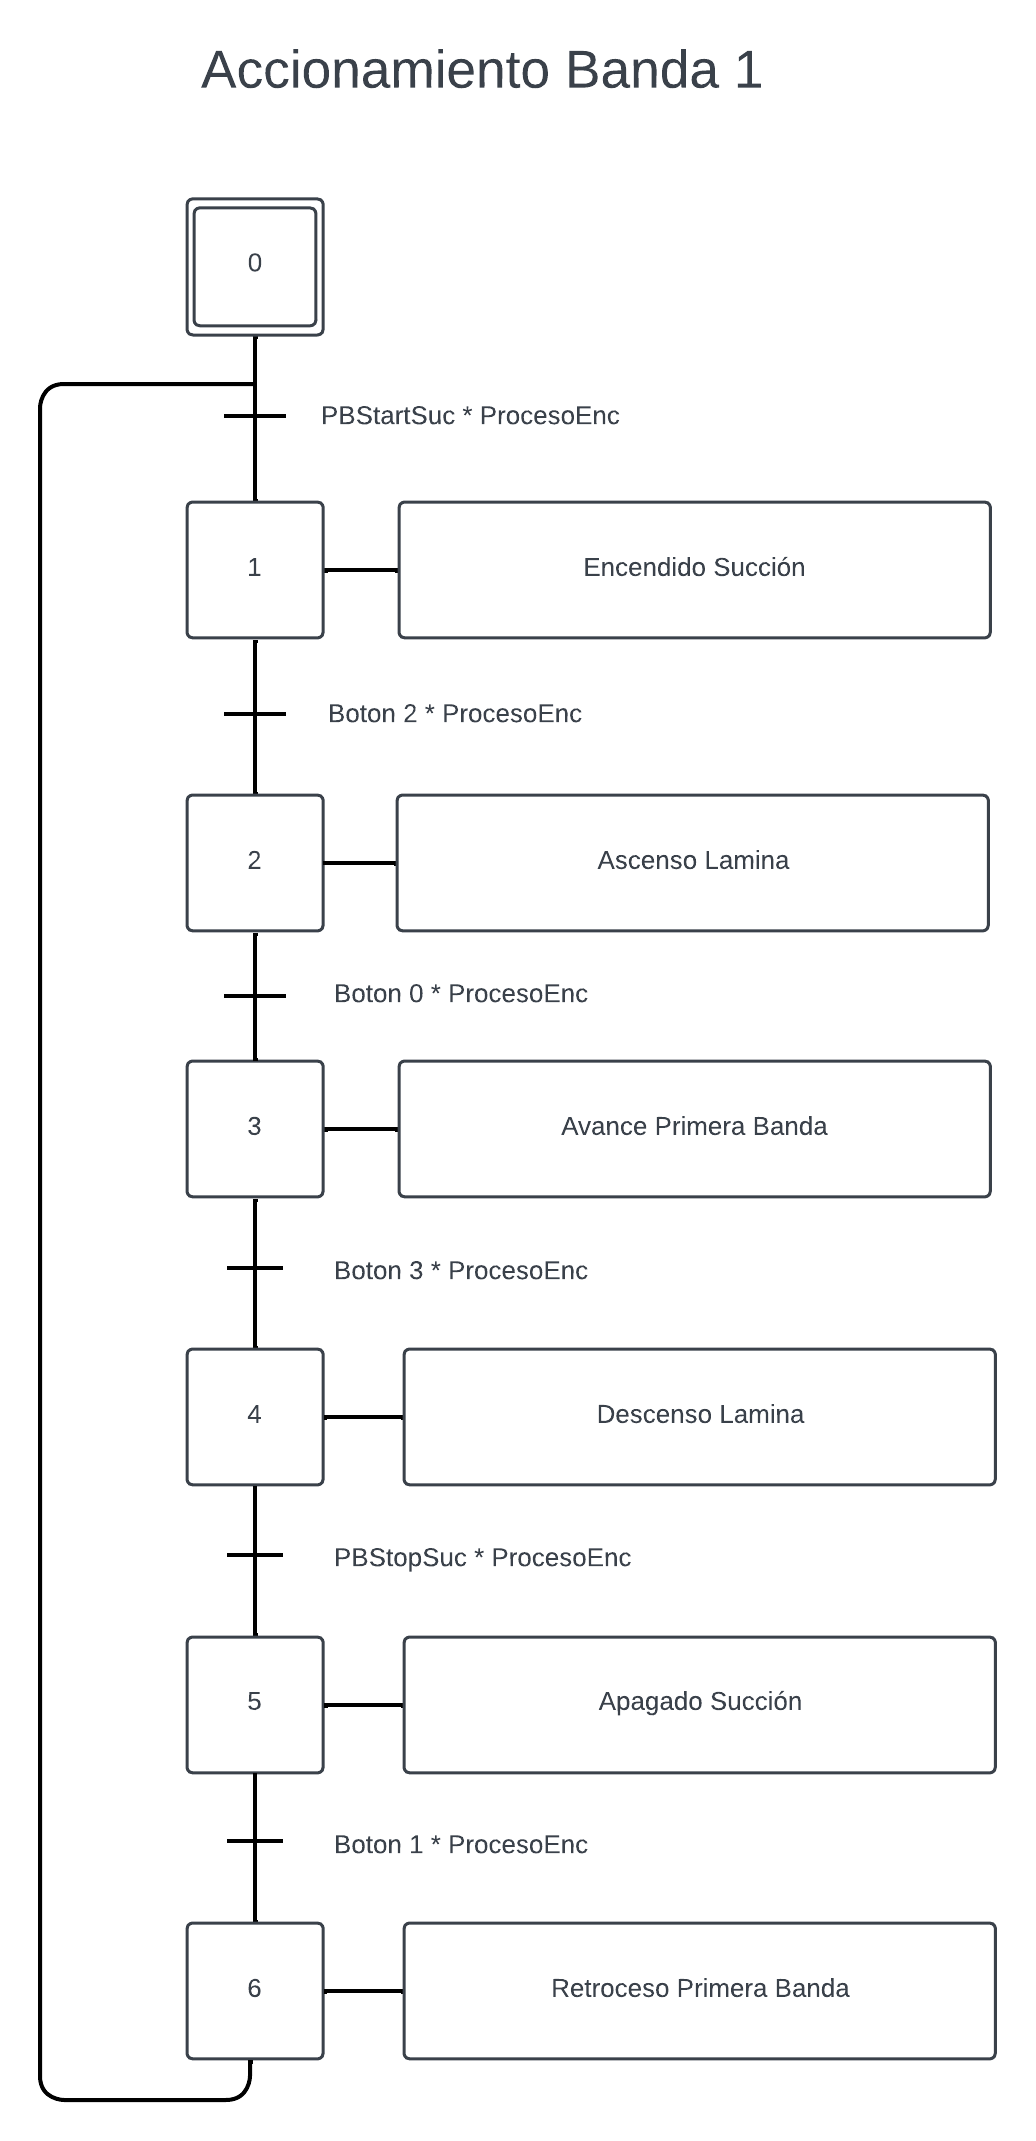 Accionamiento Banda 1
0
PBStartSuc * ProcesoEnc
1
Encendido Succión
Boton 2 * ProcesoEnc
2
Ascenso Lamina
Boton 0 * ProcesoEnc
3
Avance Primera Banda
Boton 3 * ProcesoEnc
4
Descenso Lamina
PBStopSuc * ProcesoEnc
5
Apagado Succión
Boton 1 * ProcesoEnc
6
Retroceso Primera Banda